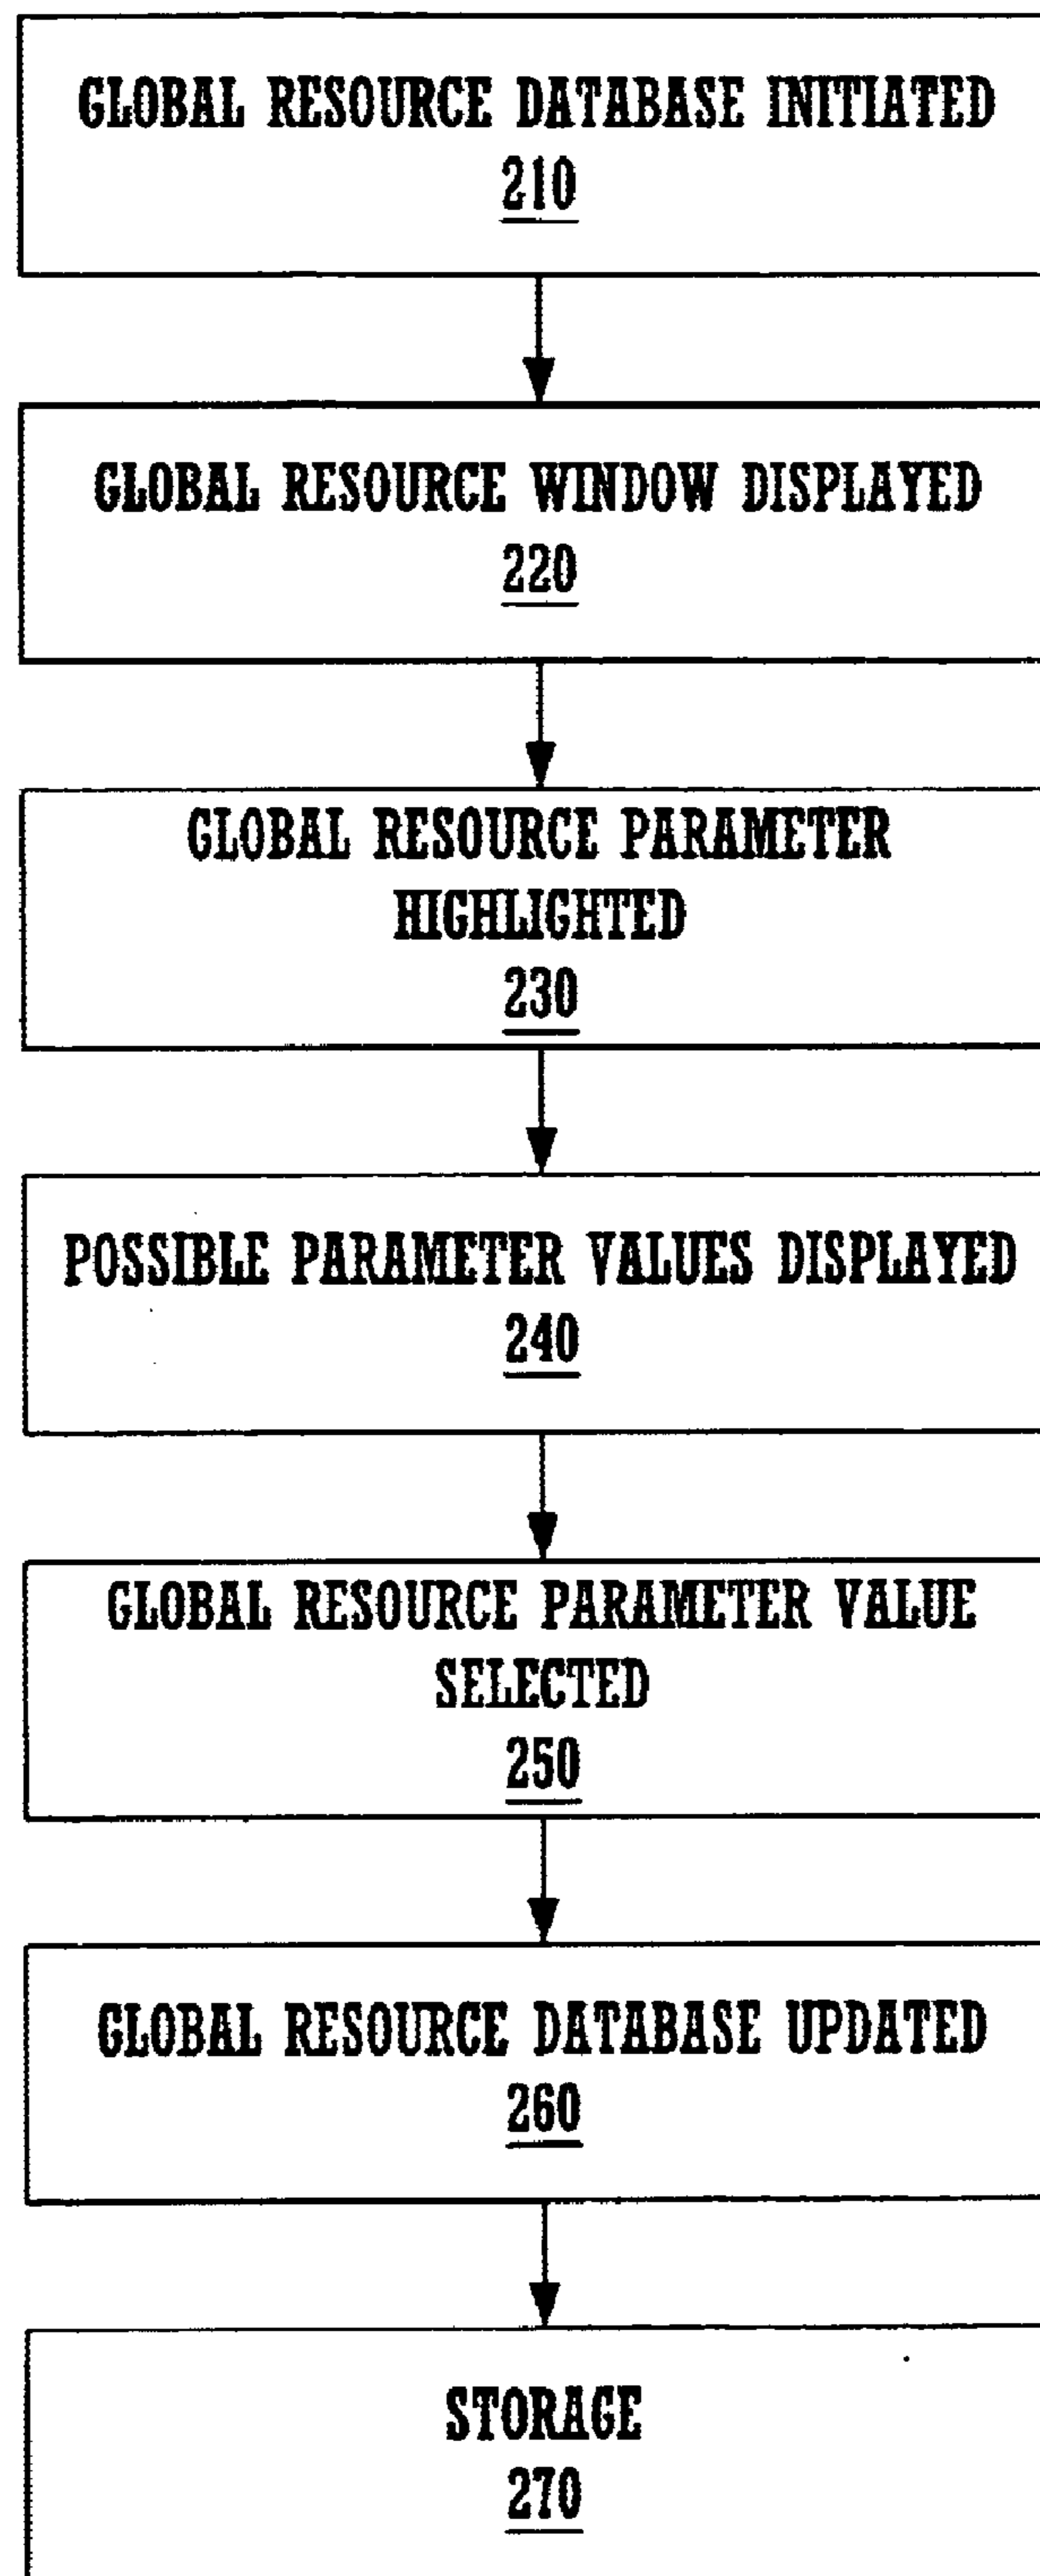 GLOBAL RESOURCE DATABASE INITIATED
210
GLOBAL RESOURCE WINDOW DISPLAYED
220
GLOBAL RESOURCE PARAMETER
HIGHLIGHTED
230
POSSIBLE PARAMETER VALUES DISPLAYED
240
GLOBAL RESOURCE PARAMETER VALUE
SELECTED
250
GLOBAL RESOURCE DATABASE UPDATED
260
STORAGE
270